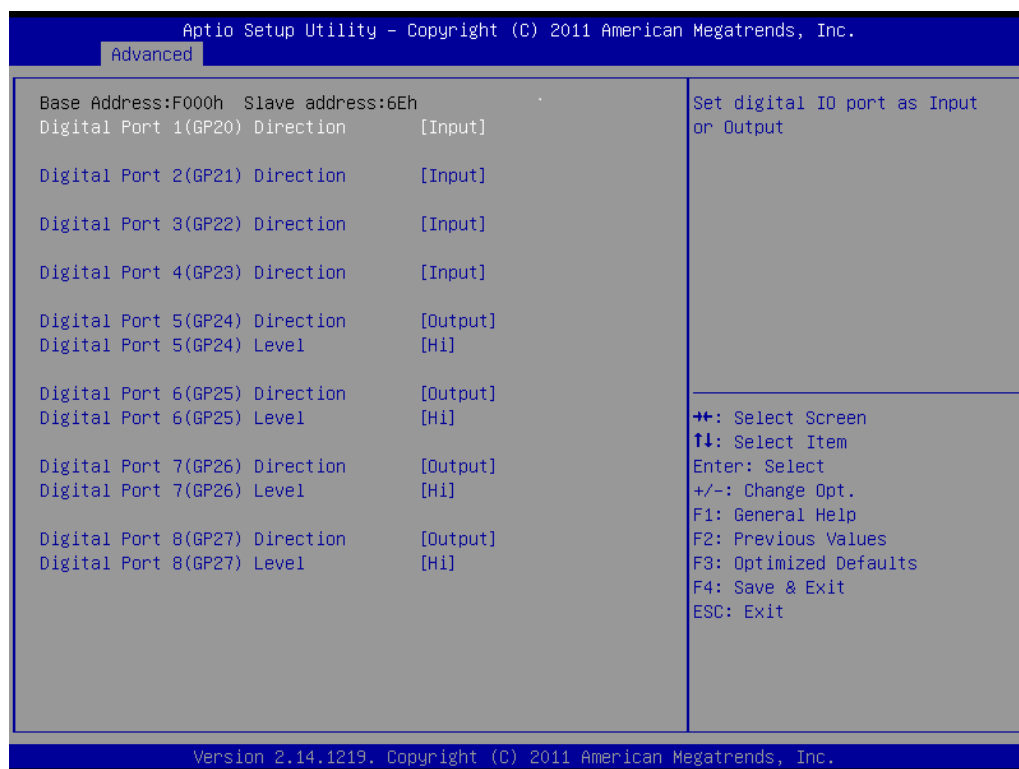 Aptio Setup Utility – Copyright (C) 2011 American Megatrends, Inc.
Advanced
Base Address:F000h Slave address:6Eh
Digital Port 1(GP20) Direction [Input]
Digital Port 2(GP21) Direction [Input]
Digital Port 3(GP22) Direction [Input]
Digital Port 4(GP23) Direction [Input]
Digital Port 5(GP24) Direction [Output]
Digital Port 5(GP24) Level [Hi]
Digital Port 6(GP25) Direction [Output]
Digital Port 6(GP25) Level [Hi]
Digital Port 7(GP26) Direction [Output]
Digital Port 7(GP26) Level [Hi]
Digital Port 8(GP27) Direction [Output]
Digital Port 8(GP27) Level [Hi]
Set digital IO port as Input
or Output
→←: Select Screen
↑↓: Select Item
Enter: Select
+/-: Change Opt.
F1: General Help
F2: Previous Values
F3: Optimized Defaults
F4: Save & Exit
ESC: Exit
Version 2.14.1219. Copyright (C) 2011 American Megatrends, Inc.